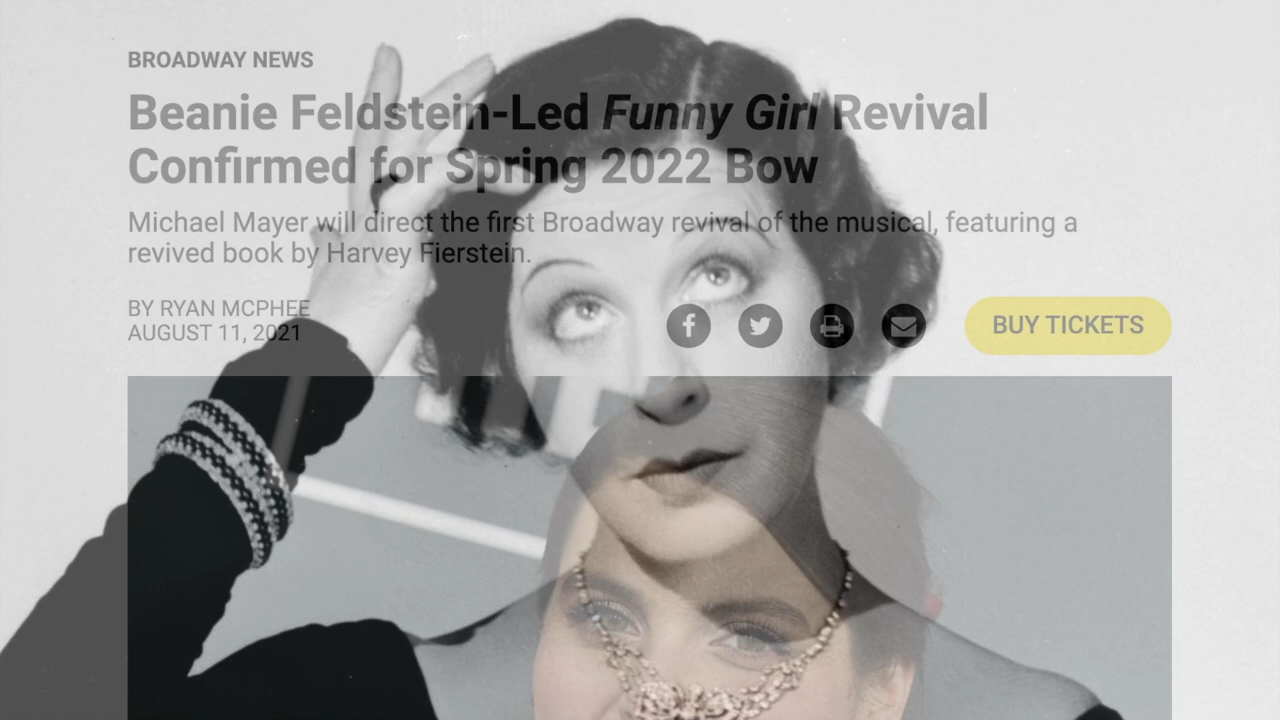 BROADWAY NEWS
Beanie Feldstein-Led Funny Girl Revival
Confirmed for Spring 2022 Bow
Michael Mayer will direct the first Broadway revival of the musical, featuring a
revived book by Harvey Fierstein.
BY RYAN MCPHEE
AUGUST 11, 2021
BUY TICKETS